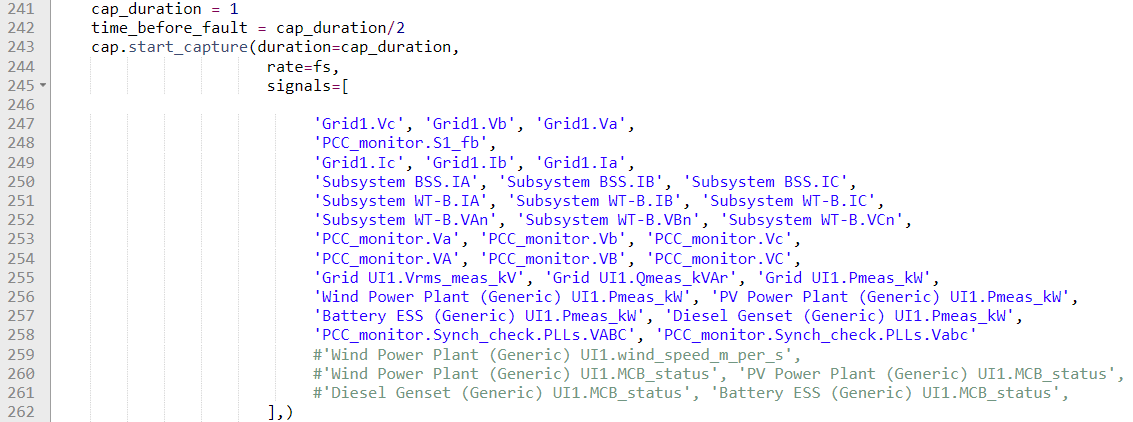 241 cap_duration = 1
242 time_before_fault = cap_duration/2
243 cap.start_capture(duration=cap_duration,
244 rate=fs,
245 signals=[
246
247 'Grid1.Vc', 'Grid1.Vb', 'Grid1.Va',
248 'PCC_monitor.S1_fb',
249 'Grid1.Ic', 'Grid1.Ib', 'Grid1.Ia',
250 'Subsystem BSS.IA', 'Subsystem BSS.IB', 'Subsystem BSS.IC',
251 'Subsystem WT-B.IA', 'Subsystem WT-B.IB', 'Subsystem WT-B.IC',
252 'Subsystem WT-B.VAn', 'Subsystem WT-B.VBn', 'Subsystem WT-B.VCn',
253 'PCC_monitor.Va', 'PCC_monitor.Vb', 'PCC_monitor.Vc',
254 'PCC_monitor.VA', 'PCC_monitor.VB', 'PCC_monitor.VC',
255 'Grid UI1.Vrms_meas_kV', 'Grid UI1.Qmeas_kVAr', 'Grid UI1.Pmeas_kW',
256 'Wind Power Plant (Generic) UI1.Pmeas_kW', 'PV Power Plant (Generic) UI1.Pmeas_kW',
257 'Battery ESS (Generic) UI1.Pmeas_kW', 'Diesel Genset (Generic) UI1.Pmeas_kW',
258 'PCC_monitor.Synch_check.PLLs.VABC', 'PCC_monitor.Synch_check.PLLs.Vabc'
259 #'Wind Power Plant (Generic) UI1.wind_speed_m_per_s',
260 #'Wind Power Plant (Generic) UI1.MCB_status', 'PV Power Plant (Generic) UI1.MCB_status',
261 #'Diesel Genset (Generic) UI1.MCB_status', 'Battery ESS (Generic) UI1.MCB_status',
262 ],)